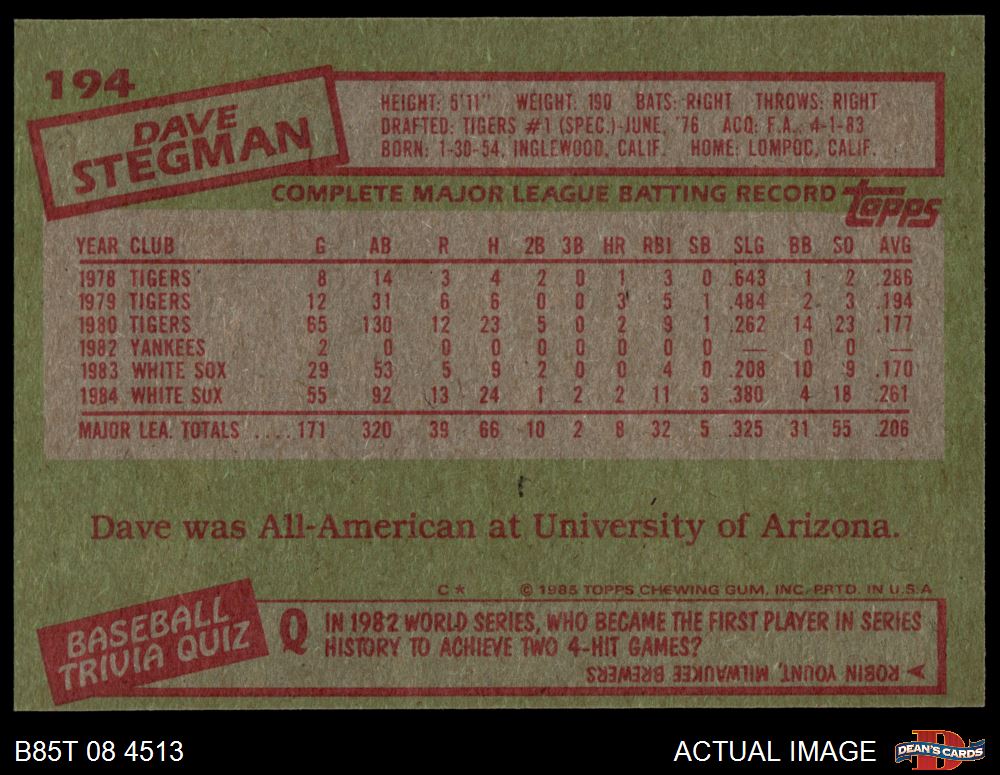 194
DAVE
STEGMAN
HEIGHT: 5'11" WEIGHT: 190 BATS: RIGHT THROWS: RIGHT
DRAFTED: TIGERS #1 (SPEC.)-JUNE, '76 ACQ: F.A., 4-1-83
BORN: 1-30-54, INGLEWOOD, CALIF. HOME: LOMPOC, CALIF.
COMPLETE MAJOR LEAGUE BATTING RECORD topps
YEAR CLUB G AB R H 2B 3B HR RBI SB SLG BB SO AVG
1978 TIGERS 8 14 3 4 2 0 1 3 0 .643 1 2 .286
1979 TIGERS 12 31 6 6 0 0 3 5 1 .484 2 3 .194
1980 TIGERS 65 130 12 23 5 0 2 9 1 .262 14 23 .177
1982 YANKEES 2 0 0 0 0 0 0 0 0 — 0 0 —
1983 WHITE SOX 29 53 5 9 2 0 0 4 0 .208 10 9 .170
1984 WHITE SOX 55 92 13 24 1 2 2 11 3 .380 4 18 .261
MAJOR LEA. TOTALS ....171 320 39 66 10 2 8 32 5 .325 31 55 .206
Dave was All-American at University of Arizona.
C* © 1985 TOPPS CHEWING GUM, INC. PRTD. IN U.S.A
BASEBALL
TRIVIA QUIZ
Q IN 1982 WORLD SERIES, WHO BECAME THE FIRST PLAYER IN SERIES
HISTORY TO ACHIEVE TWO 4-HIT GAMES?
ROBIN YOUNT, MILWAUKEE BREWERS
B85T 08 4513
ACTUAL IMAGE
DEAN'S CARDS